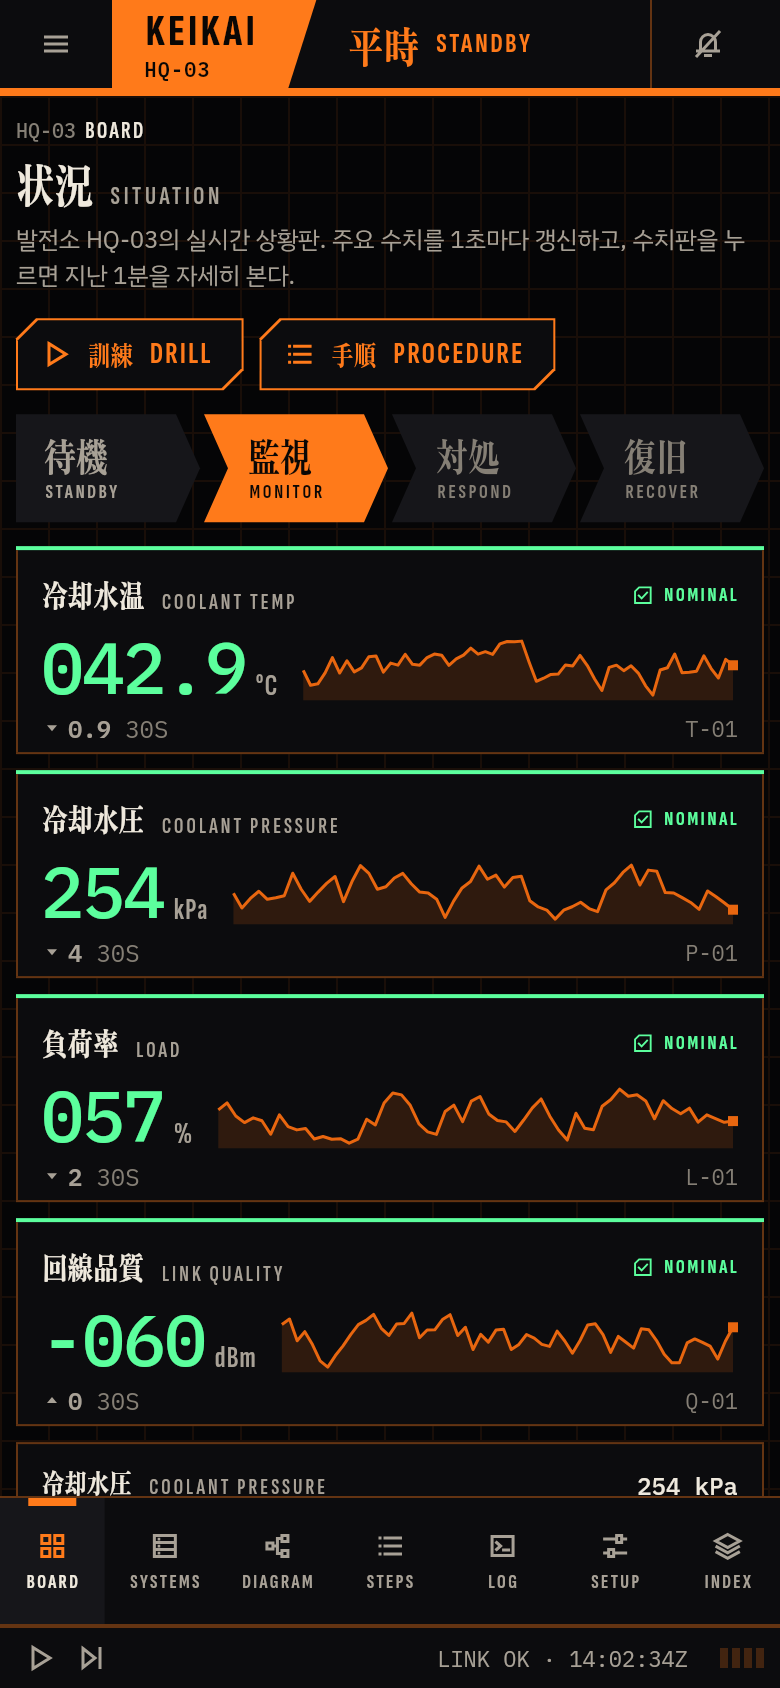 KEIKAI
HQ-03
平時 STANDBY
HQ-03 BOARD
状況 SITUATION
발전소 HQ-03의 실시간 상황판. 주요 수치를 1초마다 갱신하고, 수치판을 누
르면 지난 1분을 자세히 본다.
訓練 DRILL
手順 PROCEDURE
待機
STANDBY
監視
MONITOR
対処
RESPOND
復旧
RECOVER
冷却水温 COOLANT TEMP
NOMINAL
042.9 °C
0.9 30S
T-01
冷却水圧 COOLANT PRESSURE
NOMINAL
254 kPa
4 30S
P-01
負荷率 LOAD
NOMINAL
057 %
2 30S
L-01
回線品質 LINK QUALITY
NOMINAL
-060 dBm
0 30S
Q-01
冷却水圧 COOLANT PRESSURE
254 kPa
BOARD
SYSTEMS
DIAGRAM
STEPS
LOG
SETUP
INDEX
LINK OK · 14:02:34Z